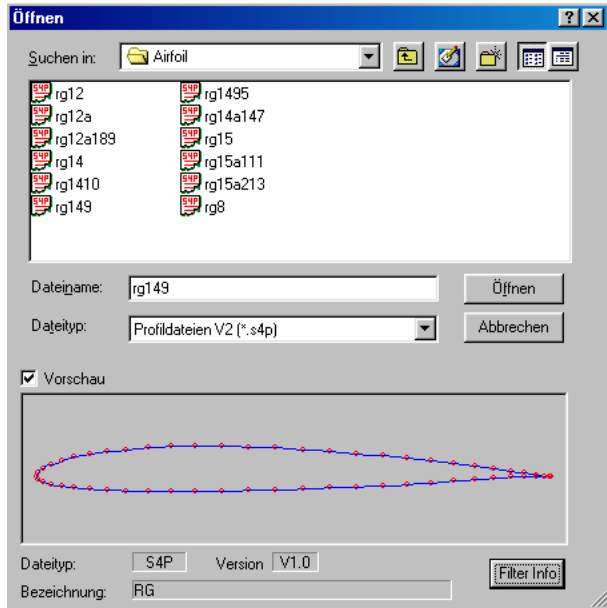 Öffnen
Suchen in: Airfoil
rg12 rg1495
rg12a rg14a147
rg12a189 rg15
rg14 rg15a111
rg1410 rg15a213
rg149 rg8
Dateiname: rg149 Öffnen
Dateityp: Profildateien V2 (*.s4p) Abbrechen
Vorschau
Dateityp: S4P Version V1.0
Filter Info
Bezeichnung: RG